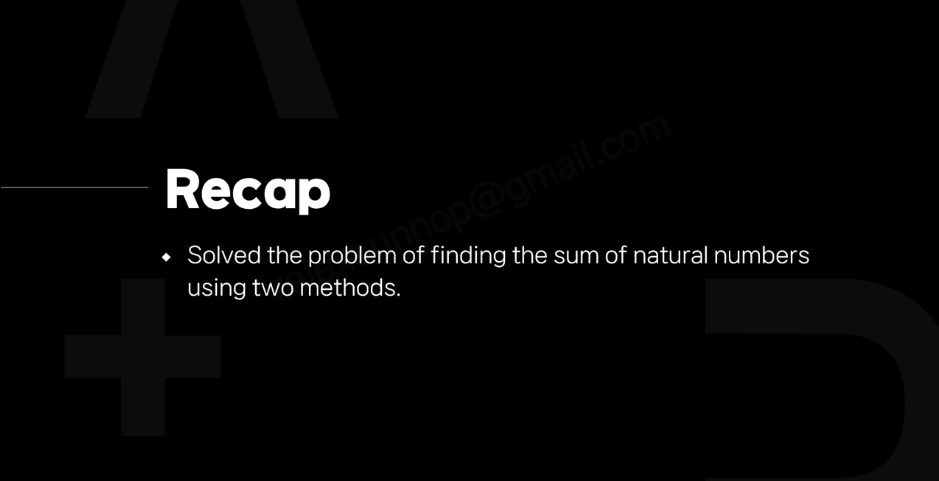 Recap
◆ Solved the problem of finding the sum of natural numbers
using two methods.